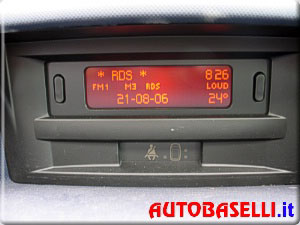 * RDS * 8:26
FM1 M3 RDS LOUD
21-08-06 24°
AUTOBASELLI.it